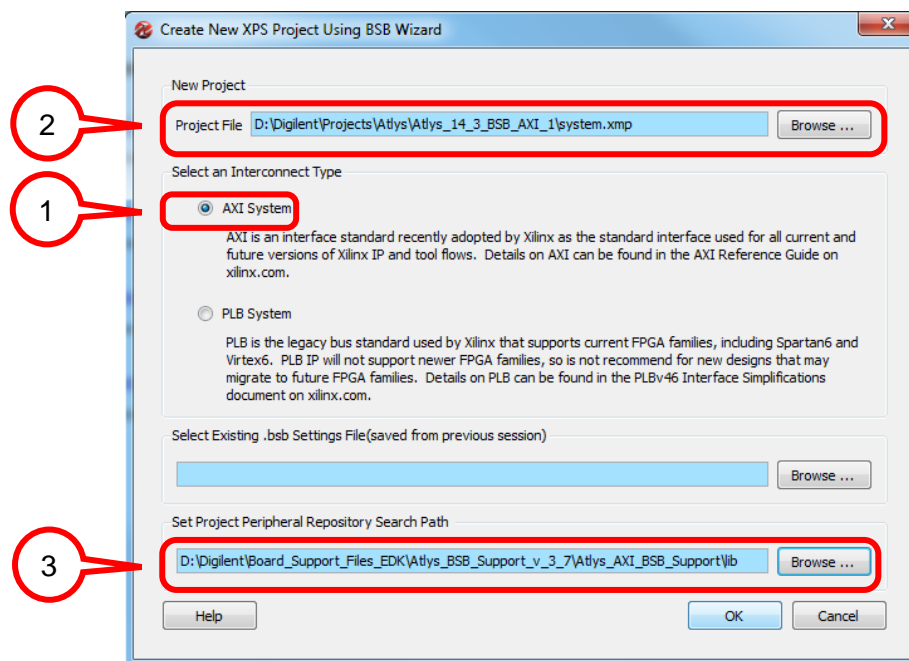 Create New XPS Project Using BSB Wizard
New Project
2
Project File D:\Digilent\Projects\Atlys\Atlys_14_3_BSB_AXI_1\system.xmp Browse ...
Select an Interconnect Type
1
AXI System
AXI is an interface standard recently adopted by Xilinx as the standard interface used for all current and
future versions of Xilinx IP and tool flows. Details on AXI can be found in the AXI Reference Guide on
xilinx.com.
PLB System
PLB is the legacy bus standard used by Xilinx that supports current FPGA families, including Spartan6 and
Virtex6. PLB IP will not support newer FPGA families, so is not recommend for new designs that may
migrate to future FPGA families. Details on PLB can be found in the PLBv46 Interface Simplifications
document on xilinx.com.
Select Existing .bsb Settings File(saved from previous session)
Browse ...
Set Project Peripheral Repository Search Path
3
D:\Digilent\Board_Support_Files_EDK\Atlys_BSB_Support_v_3_7\Atlys_AXI_BSB_Support\lib Browse ...
Help OK Cancel